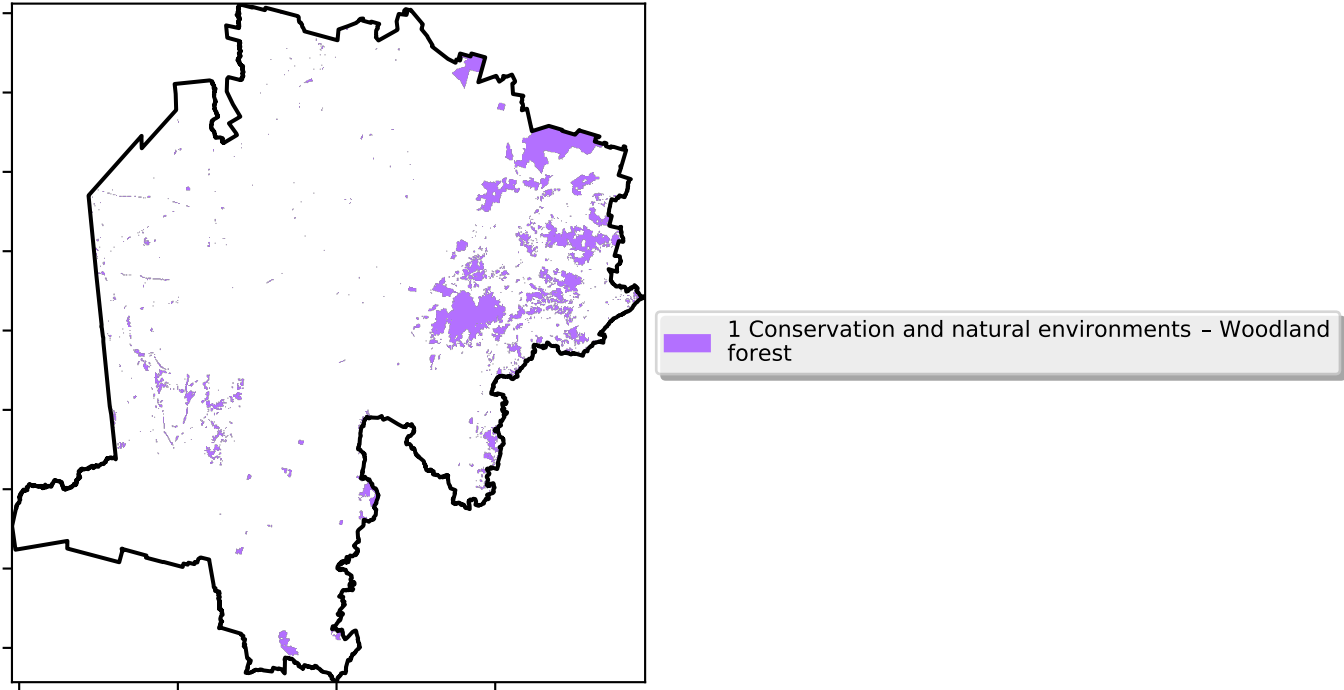 1 Conservation and natural environments – Woodland
forest